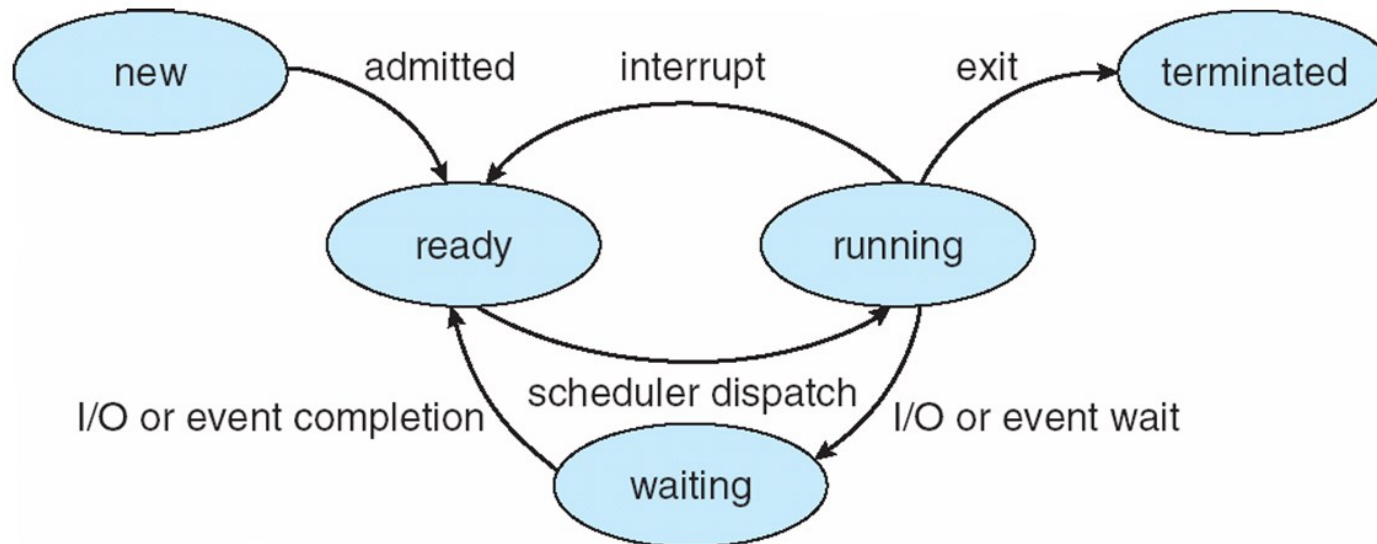 new
admitted
interrupt
exit
terminated
ready
running
scheduler dispatch
I/O or event completion
I/O or event wait
waiting